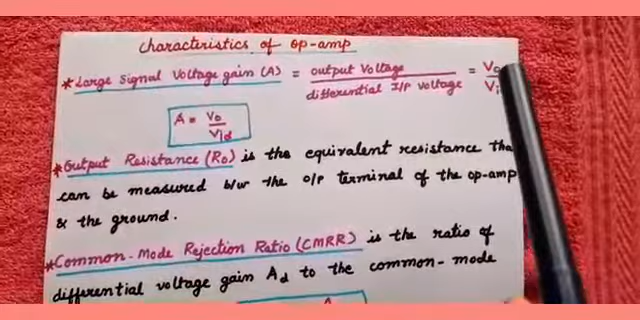 characteristics of op-amp
* Large Signal Voltage gain (A) = output Voltage / differential I/P voltage = Vo / Vi
A = Vo / Vid
* Output Resistance (Ro) is the equivalent resistance tha
can be measured b/w the o/p terminal of the op-amp
& the ground.
* Common-Mode Rejection Ratio (CMRR) is the ratio of
differential voltage gain Ad to the common-mode